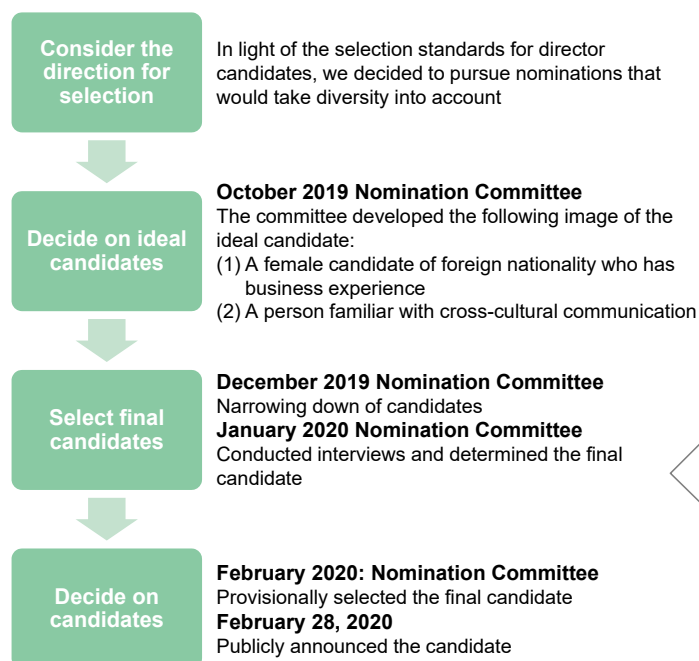 Consider the
direction for
selection
In light of the selection standards for director
candidates, we decided to pursue nominations that
would take diversity into account
Decide on ideal
candidates
October 2019 Nomination Committee
The committee developed the following image of the
ideal candidate:
(1) A female candidate of foreign nationality who has
business experience
(2) A person familiar with cross-cultural communication
Select final
candidates
December 2019 Nomination Committee
Narrowing down of candidates
January 2020 Nomination Committee
Conducted interviews and determined the final
candidate
Decide on
candidates
February 2020: Nomination Committee
Provisionally selected the final candidate
February 28, 2020
Publicly announced the candidate